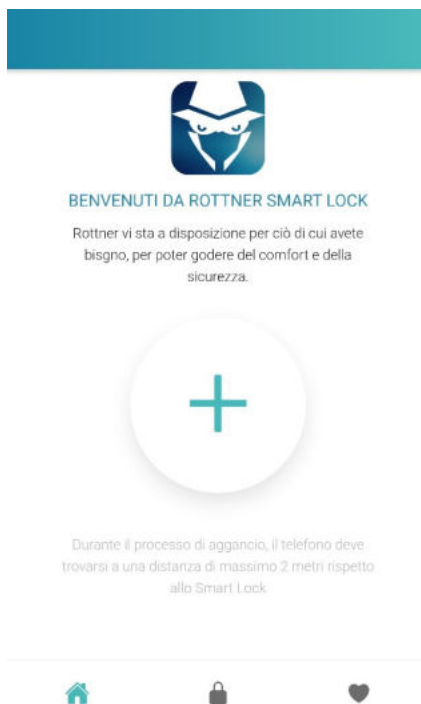 BENVENUTI DA ROTTNER SMART LOCK
Rottner vi sta a disposizione per ciò di cui avete
bisgno, per poter godere del comfort e della
sicurezza.
Durante il processo di aggancio, il telefono deve
trovarsi a una distanza di massimo 2 metri rispetto
allo Smart Lock